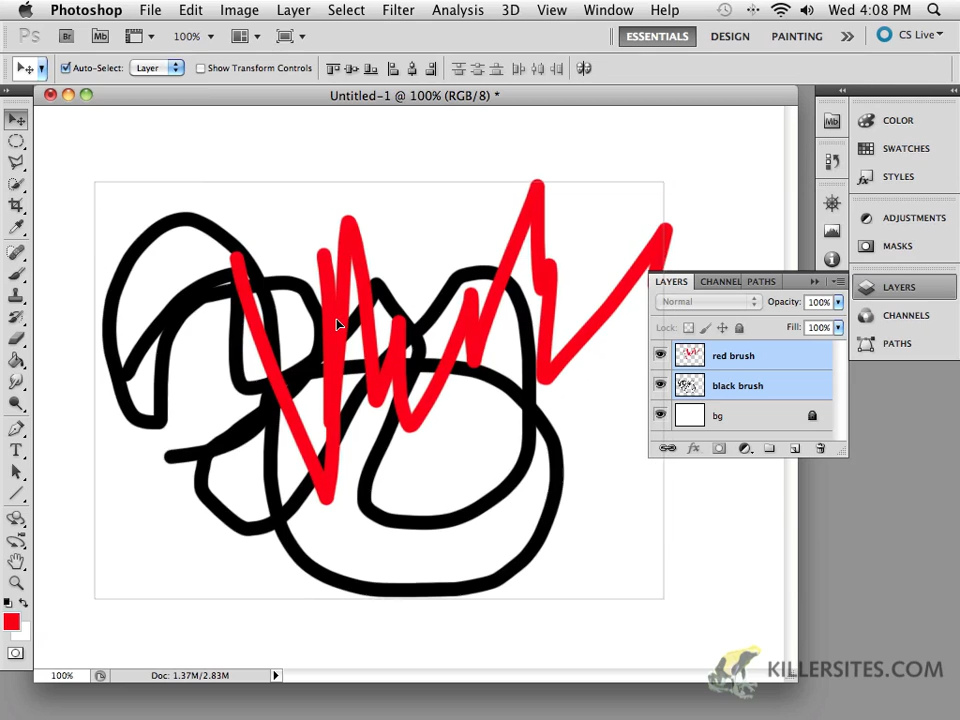 Photoshop File Edit Image Layer Select Filter Analysis 3D View Window Help Wed 4:08 PM
Ps Br Mb 100% ESSENTIALS DESIGN PAINTING CS Live
Auto-Select: Layer Show Transform Controls
Untitled-1 @ 100% (RGB/8) *
Mb COLOR
SWATCHES
STYLES
ADJUSTMENTS
MASKS
LAYERS
CHANNELS
PATHS
LAYERS CHANNEL PATHS
Normal Opacity: 100%
Lock: Fill: 100%
red brush
black brush
bg
fx
T
100% Doc: 1.37M/2.83M
KILLERSITES.COM